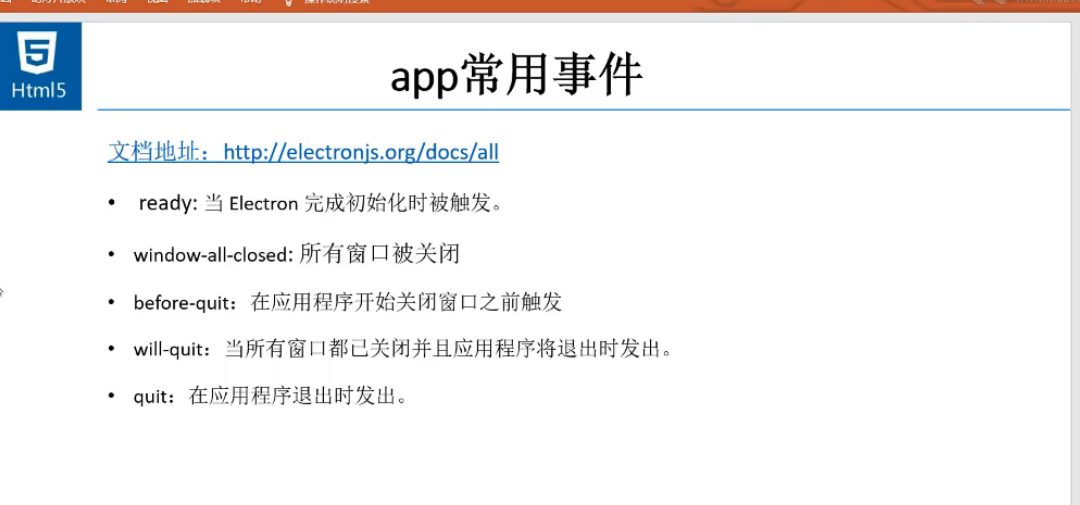 Html5
app常用事件
文档地址：http://electronjs.org/docs/all
• ready: 当 Electron 完成初始化时被触发。
• window-all-closed: 所有窗口被关闭
• before-quit：在应用程序开始关闭窗口之前触发
• will-quit：当所有窗口都已关闭并且应用程序将退出时发出。
• quit：在应用程序退出时发出。